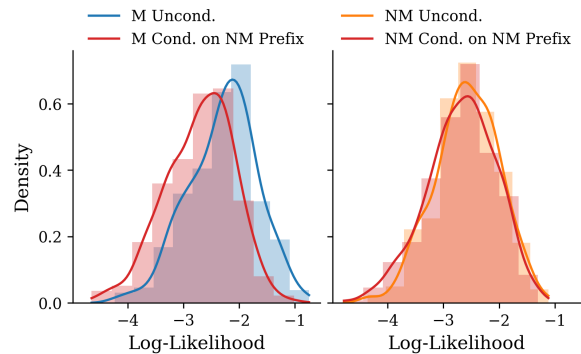 M Uncond.
M Cond. on NM Prefix
NM Uncond.
NM Cond. on NM Prefix
Density
0.6
0.4
0.2
0.0
−4 −3 −2 −1
−4 −3 −2 −1
Log-Likelihood
Log-Likelihood